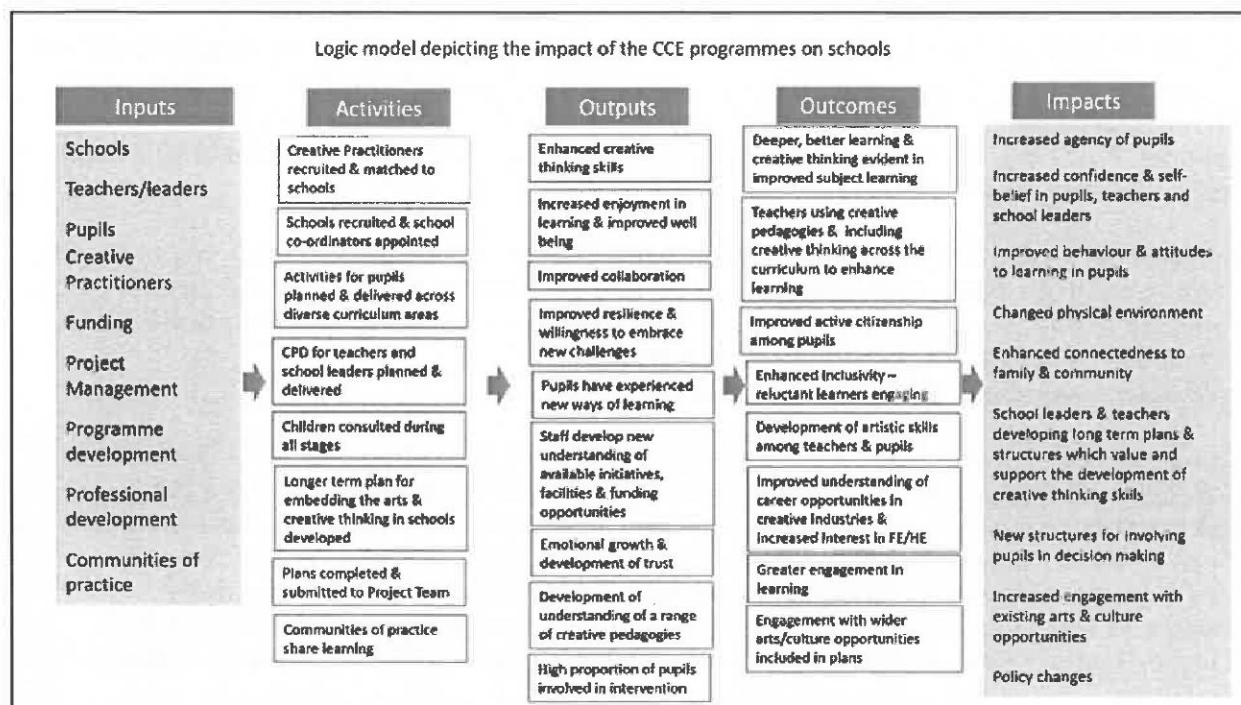 Logic model depicting the impact of the CCE programmes on schools
Inputs
Schools
Teachers/leaders
Pupils
Creative
Practitioners
Funding
Project
Management
Programme
development
Professional
development
Communities of
practice
Activities
Creative Practitioners
recruited & matched to
schools
Schools recruited & school
co-ordinators appointed
Activities for pupils
planned & delivered across
diverse curriculum areas
CPD for teachers and
school leaders planned &
delivered
Children consulted during
all stages
Longer term plan for
embedding the arts &
creative thinking in schools
developed
Plans completed &
submitted to Project Team
Communities of practice
share learning
Outputs
Enhanced creative
thinking skills
Increased enjoyment in
learning & improved well
being
Improved collaboration
Improved resilience &
willingness to embrace
new challenges
Pupils have experienced
new ways of learning
Staff develop new
understanding of
available initiatives,
facilities & funding
opportunities
Emotional growth &
development of trust
Development of
understanding of a range
of creative pedagogies
High proportion of pupils
involved in intervention
Outcomes
Deeper, better learning &
creative thinking evident in
improved subject learning
Teachers using creative
pedagogies & including
creative thinking across the
curriculum to enhance
learning
Improved active citizenship
among pupils
Enhanced Inclusivity –
reluctant learners engaging
Development of artistic skills
among teachers & pupils
Improved understanding of
career opportunities in
creative industries &
Increased interest in FE/HE
Greater engagement in
learning
Engagement with wider
arts/culture opportunities
included in plans
Impacts
Increased agency of pupils
Increased confidence & self-
belief in pupils, teachers and
school leaders
Improved behaviour & attitudes
to learning in pupils
Changed physical environment
Enhanced connectedness to
family & community
School leaders & teachers
developing long term plans &
structures which value and
support the development of
creative thinking skills
New structures for involving
pupils in decision making
Increased engagement with
existing arts & culture
opportunities
Policy changes